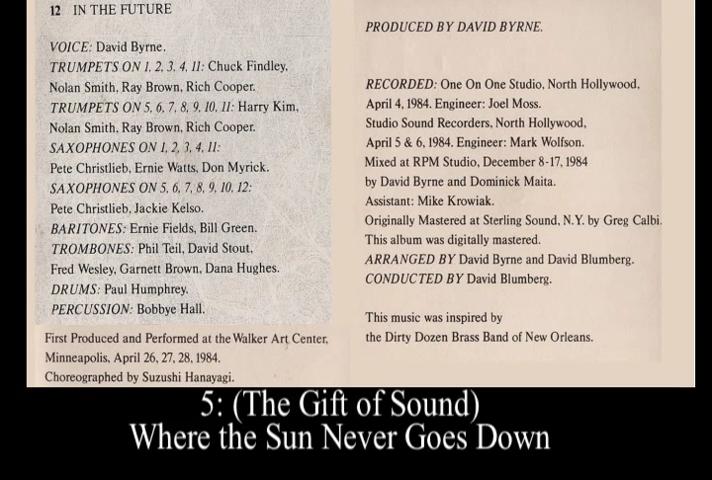 12 IN THE FUTURE
VOICE: David Byrne.
TRUMPETS ON 1, 2, 3, 4, 11: Chuck Findley,
Nolan Smith, Ray Brown, Rich Cooper.
TRUMPETS ON 5, 6, 7, 8, 9, 10, 11: Harry Kim,
Nolan Smith, Ray Brown, Rich Cooper.
SAXOPHONES ON 1, 2, 3, 4, 11:
Pete Christlieb, Ernie Watts, Don Myrick.
SAXOPHONES ON 5, 6, 7, 8, 9, 10, 12:
Pete Christlieb, Jackie Kelso.
BARITONES: Ernie Fields, Bill Green.
TROMBONES: Phil Teil, David Stout,
Fred Wesley, Garnett Brown, Dana Hughes.
DRUMS: Paul Humphrey.
PERCUSSION: Bobbye Hall.
First Produced and Performed at the Walker Art Center,
Minneapolis, April 26, 27, 28, 1984.
Choreographed by Suzushi Hanayagi.
PRODUCED BY DAVID BYRNE.
RECORDED: One On One Studio, North Hollywood,
April 4, 1984. Engineer: Joel Moss.
Studio Sound Recorders, North Hollywood,
April 5 & 6, 1984. Engineer: Mark Wolfson.
Mixed at RPM Studio, December 8-17, 1984
by David Byrne and Dominick Maita.
Assistant: Mike Krowiak.
Originally Mastered at Sterling Sound, N.Y. by Greg Calbi.
This album was digitally mastered.
ARRANGED BY David Byrne and David Blumberg.
CONDUCTED BY David Blumberg.
This music was inspired by
the Dirty Dozen Brass Band of New Orleans.
5: (The Gift of Sound)
Where the Sun Never Goes Down